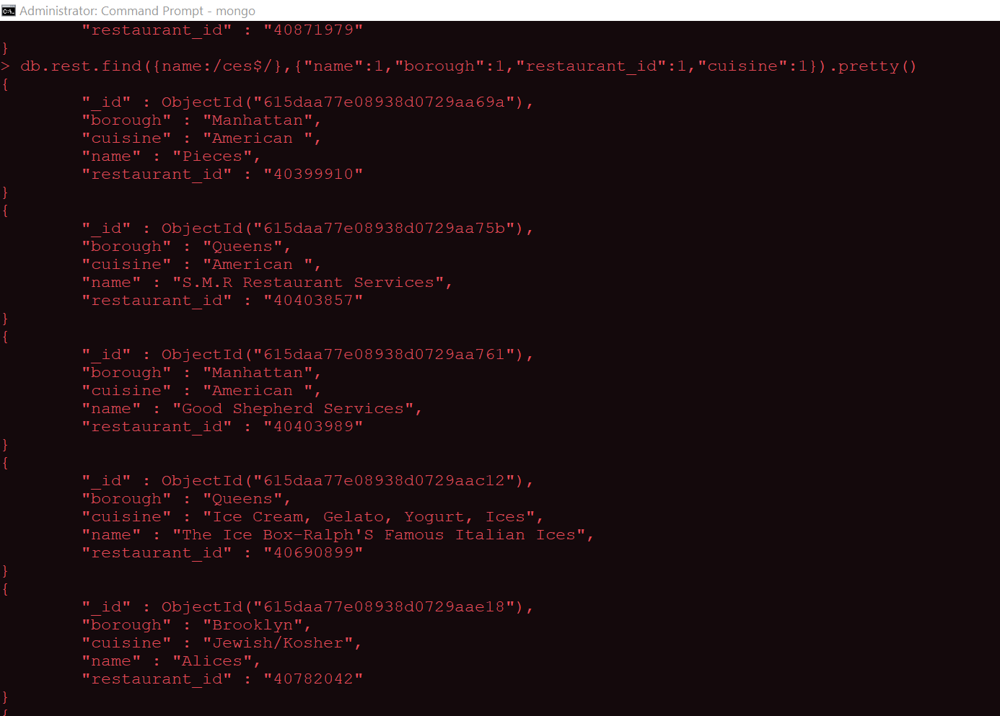 Administrator: Command Prompt - mongo
"restaurant_id" : "40871979"
}
> db.rest.find({name:/ces$/},{"name":1,"borough":1,"restaurant_id":1,"cuisine":1}).pretty()
{
"_id" : ObjectId("615daa77e08938d0729aa69a"),
"borough" : "Manhattan",
"cuisine" : "American ",
"name" : "Pieces",
"restaurant_id" : "40399910"
}
{
"_id" : ObjectId("615daa77e08938d0729aa75b"),
"borough" : "Queens",
"cuisine" : "American ",
"name" : "S.M.R Restaurant Services",
"restaurant_id" : "40403857"
}
{
"_id" : ObjectId("615daa77e08938d0729aa761"),
"borough" : "Manhattan",
"cuisine" : "American ",
"name" : "Good Shepherd Services",
"restaurant_id" : "40403989"
}
{
"_id" : ObjectId("615daa77e08938d0729aac12"),
"borough" : "Queens",
"cuisine" : "Ice Cream, Gelato, Yogurt, Ices",
"name" : "The Ice Box-Ralph'S Famous Italian Ices",
"restaurant_id" : "40690899"
}
{
"_id" : ObjectId("615daa77e08938d0729aae18"),
"borough" : "Brooklyn",
"cuisine" : "Jewish/Kosher",
"name" : "Alices",
"restaurant_id" : "40782042"
}
{